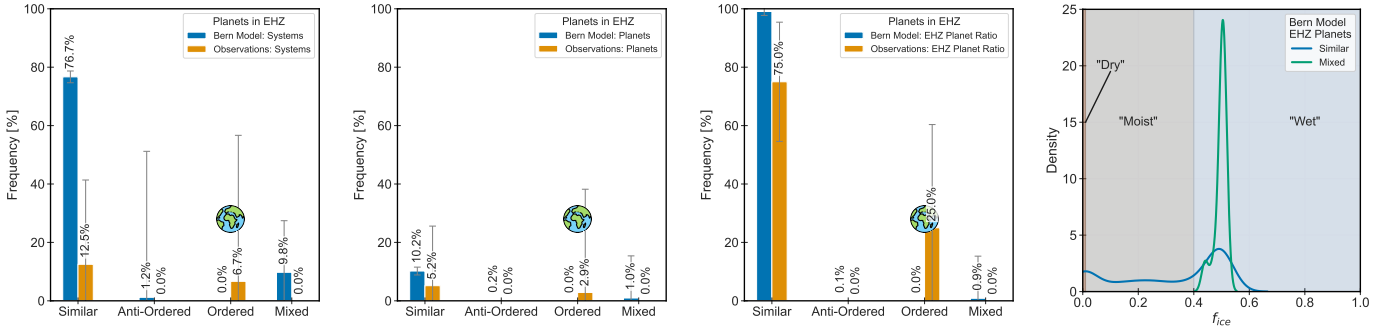 Planets in EHZ
Bern Model: Systems
Observations: Systems
Frequency [%]
100
80
60
40
20
0
76.7%
12.5%
1.2%
0.0%
0.0%
6.7%
9.8%
0.0%
Similar Anti-Ordered Ordered Mixed
Planets in EHZ
Bern Model: Planets
Observations: Planets
Frequency [%]
100
80
60
40
20
0
10.2%
5.2%
0.2%
0.0%
0.0%
2.9%
1.0%
0.0%
Similar Anti-Ordered Ordered Mixed
Planets in EHZ
Bern Model: EHZ Planet Ratio
Observations: EHZ Planet Ratio
Frequency [%]
100
80
60
40
20
0
75.0%
0.1%
0.0%
0.0%
25.0%
0.9%
0.0%
Similar Anti-Ordered Ordered Mixed
Bern Model
EHZ Planets
Similar
Mixed
"Dry"
"Moist"
"Wet"
Density
25
20
15
10
5
0
0.0 0.2 0.4 0.6 0.8 1.0
f_ice